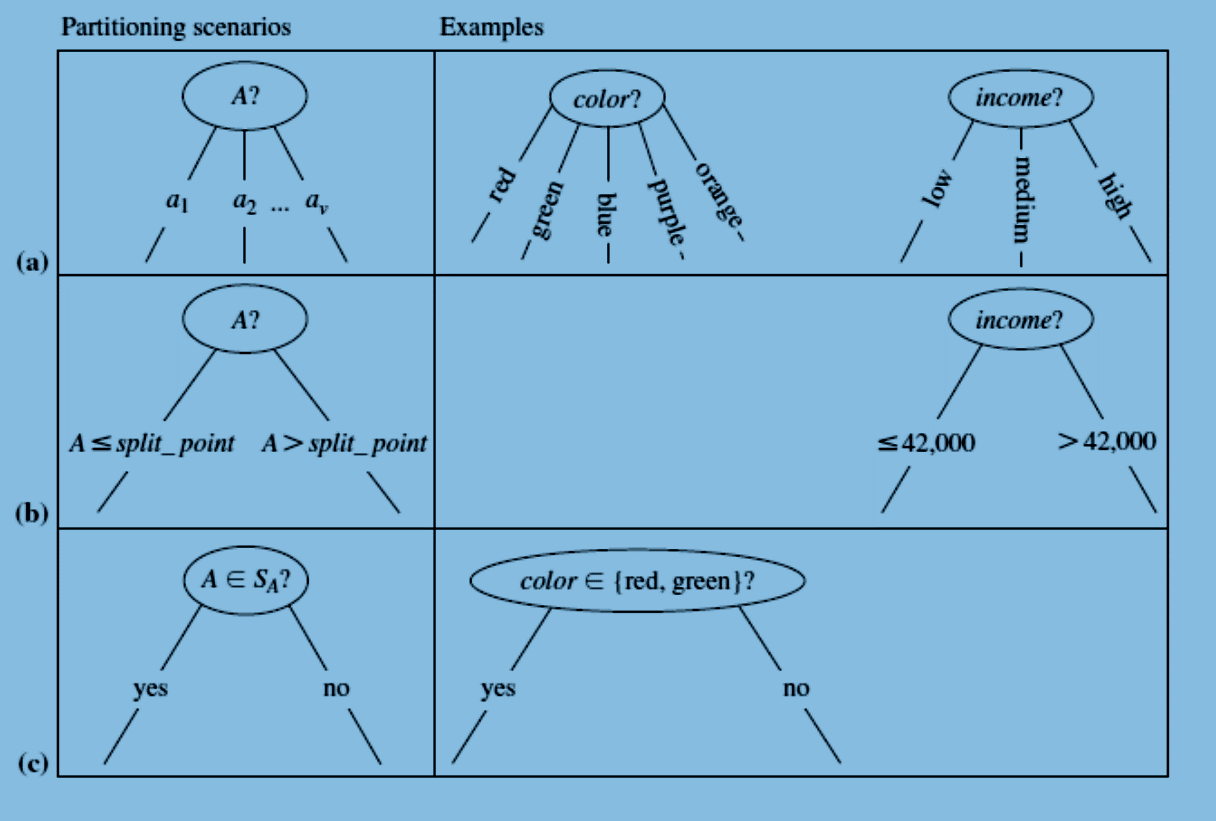 Partitioning scenarios Examples
A? color? income?
a1 a2 ... av red green blue purple orange low medium high
(a)
A? income?
A ≤ split_point A > split_point ≤ 42,000 > 42,000
(b)
A ∈ SA? color ∈ {red, green}?
yes no yes no
(c)